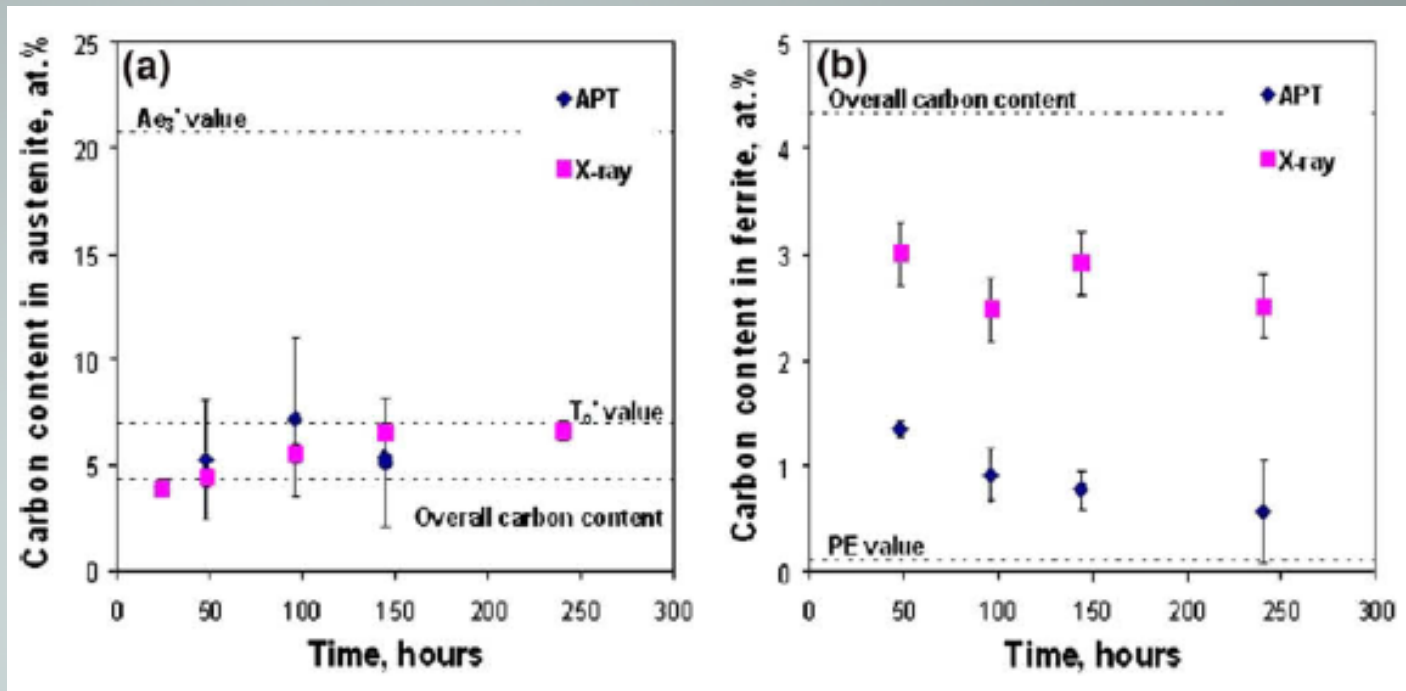 (a)
Carbon content in austenite, at.%
25
20
15
10
5
0
Ae₃' value
APT
X-ray
T₀' value
Overall carbon content
0 50 100 150 200 250 300
Time, hours
(b)
Carbon content in ferrite, at.%
5
4
3
2
1
0
Overall carbon content
APT
X-ray
PE value
0 50 100 150 200 250 300
Time, hours